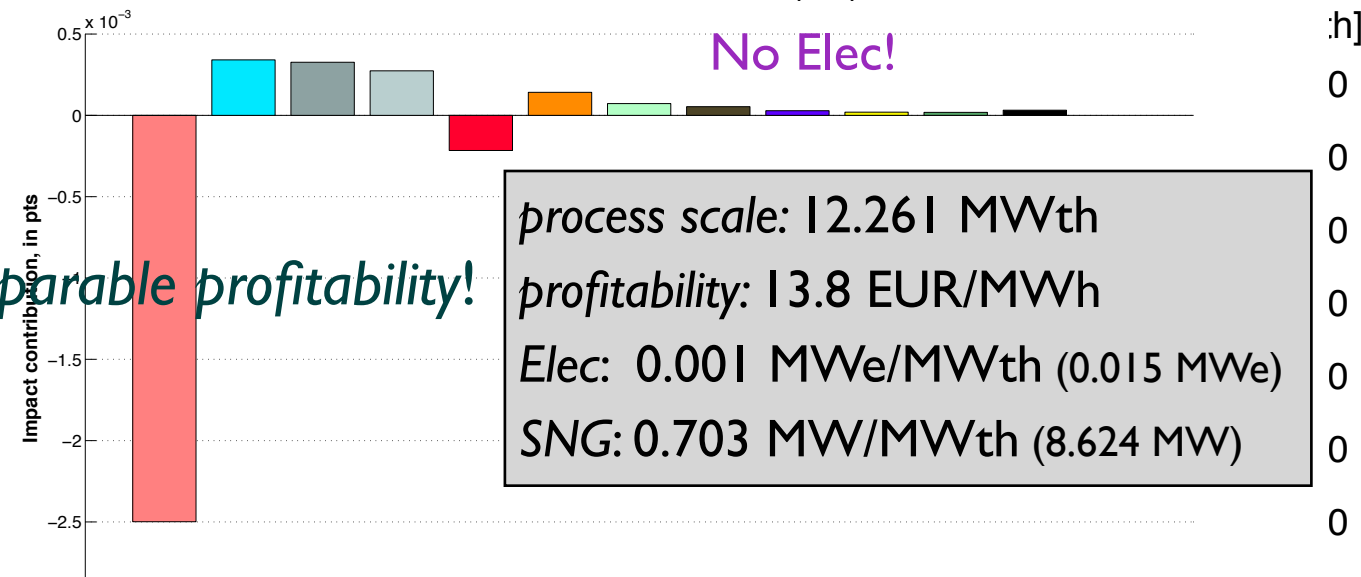 x 10⁻³
0.5
0
−0.5
−1.5
−2
−2.5
Impact contribution, in pts
No Elec!
parable profitability!
process scale: 12.261 MWth
profitability: 13.8 EUR/MWh
Elec: 0.001 MWe/MWth (0.015 MWe)
SNG: 0.703 MW/MWth (8.624 MW)
h]
0
0
0
0
0
0
0